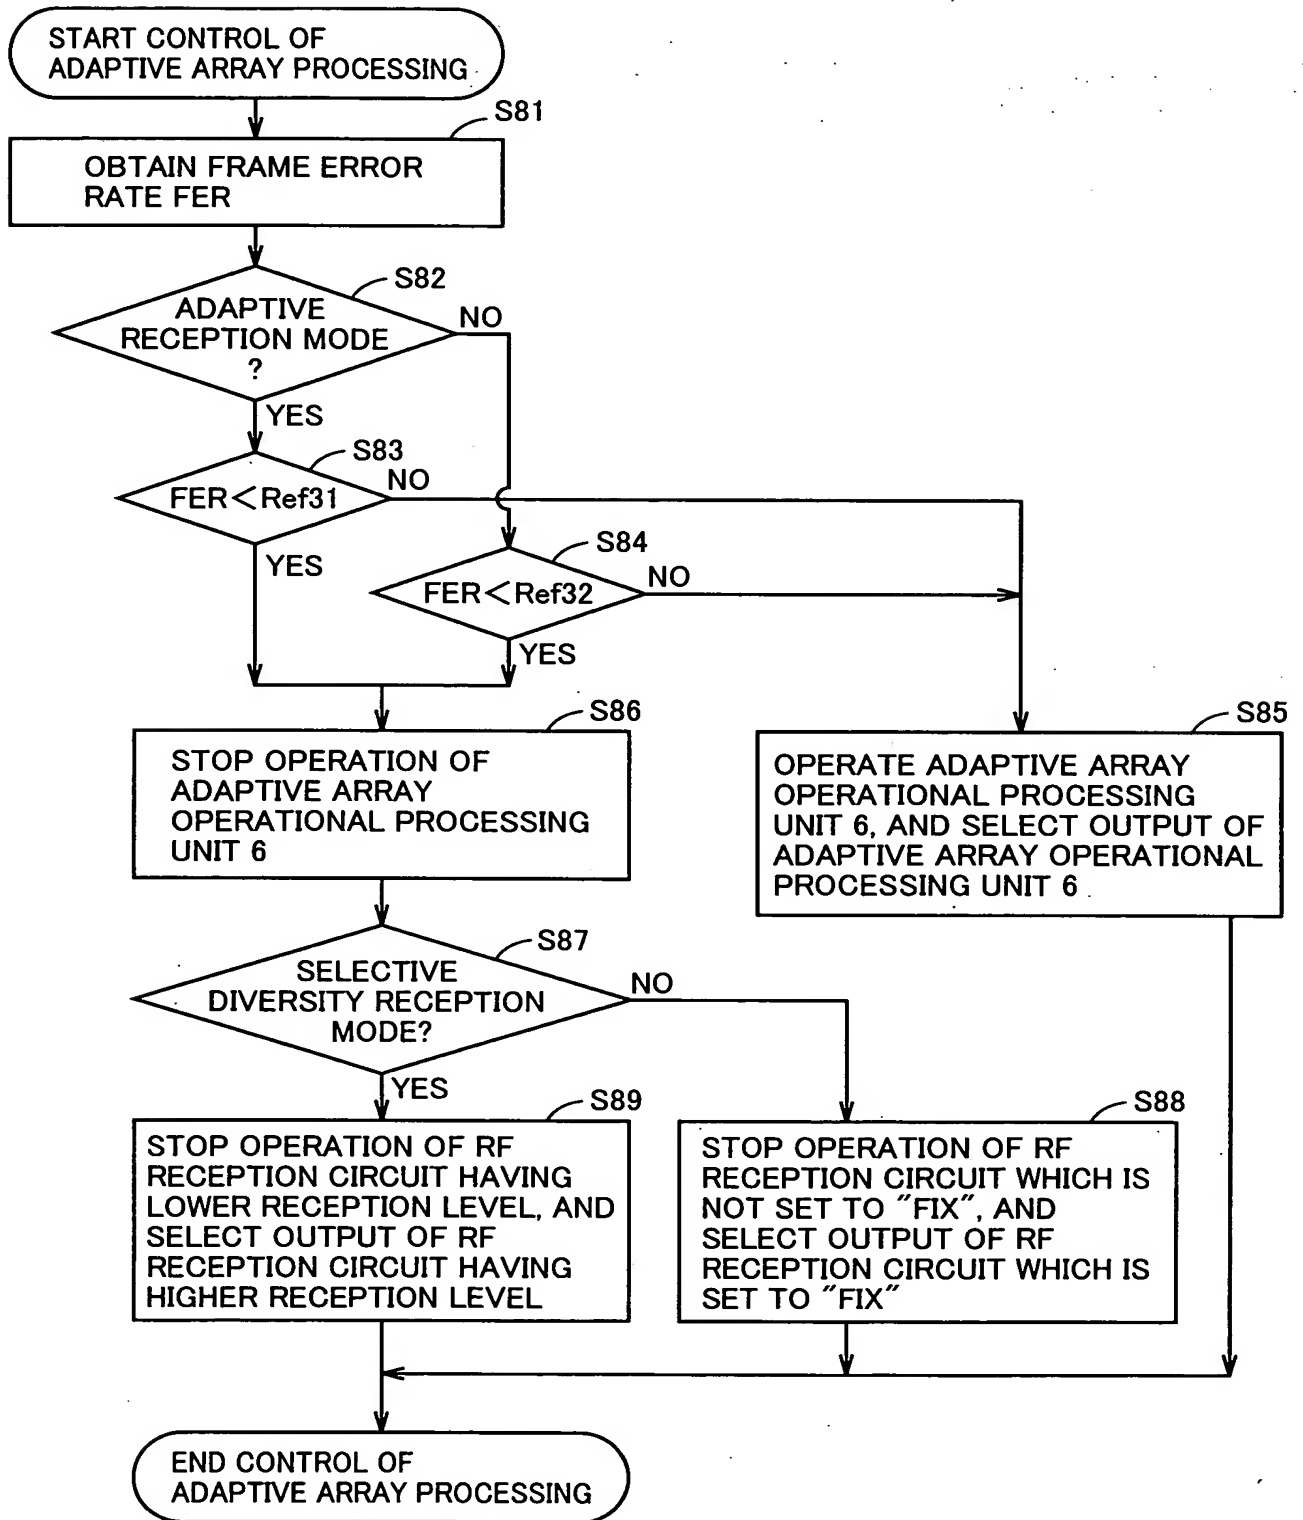 START CONTROL OF
ADAPTIVE ARRAY PROCESSING
S81
OBTAIN FRAME ERROR
RATE FER
S82
ADAPTIVE
RECEPTION MODE
?
NO
YES
S83
FER<Ref31
NO
YES
S84
FER<Ref32
NO
YES
S86
STOP OPERATION OF
ADAPTIVE ARRAY
OPERATIONAL PROCESSING
UNIT 6
S85
OPERATE ADAPTIVE ARRAY
OPERATIONAL PROCESSING
UNIT 6, AND SELECT OUTPUT OF
ADAPTIVE ARRAY OPERATIONAL
PROCESSING UNIT 6
S87
SELECTIVE
DIVERSITY RECEPTION
MODE?
NO
YES
S89
STOP OPERATION OF RF
RECEPTION CIRCUIT HAVING
LOWER RECEPTION LEVEL, AND
SELECT OUTPUT OF RF
RECEPTION CIRCUIT HAVING
HIGHER RECEPTION LEVEL
S88
STOP OPERATION OF RF
RECEPTION CIRCUIT WHICH IS
NOT SET TO "FIX", AND
SELECT OUTPUT OF RF
RECEPTION CIRCUIT WHICH IS
SET TO "FIX"
END CONTROL OF
ADAPTIVE ARRAY PROCESSING